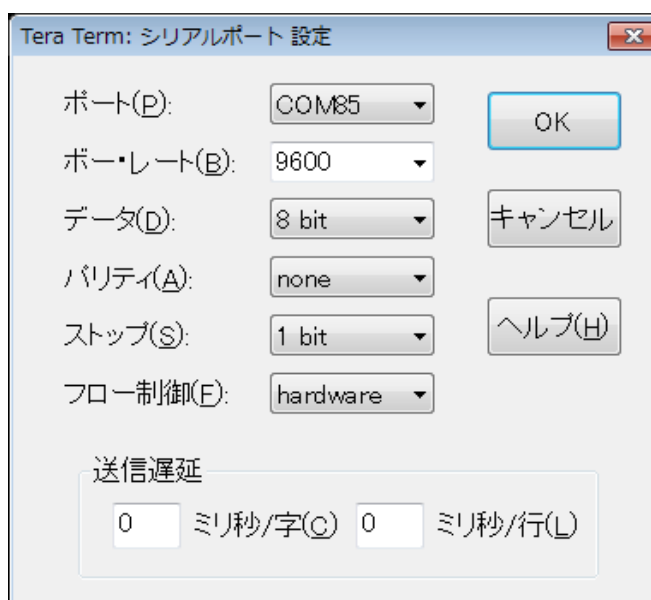 Tera Term: シリアルポート 設定
ポート(P): COM85
OK
ボー・レート(B): 9600
データ(D): 8 bit
キャンセル
パリティ(A): none
ストップ(S): 1 bit
ヘルプ(H)
フロー制御(F): hardware
送信遅延
0 ミリ秒/字(C) 0 ミリ秒/行(L)